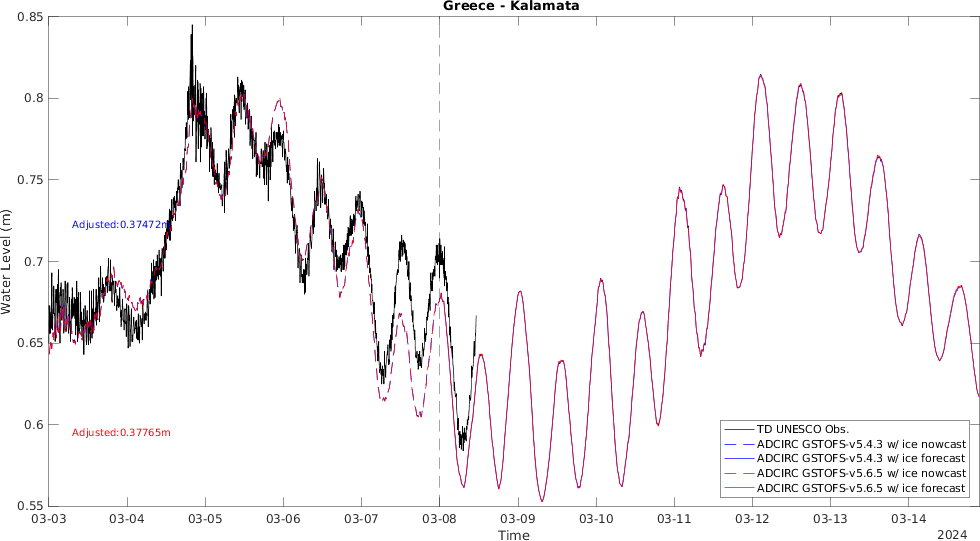 Greece - Kalamata
0.85
0.8
0.75
0.7
0.65
0.6
0.55
Water Level (m)
Adjusted:0.37472m
Adjusted:0.37765m
TD UNESCO Obs.
ADCIRC GSTOFS-v5.4.3 w/ ice nowcast
ADCIRC GSTOFS-v5.4.3 w/ ice forecast
ADCIRC GSTOFS-v5.6.5 w/ ice nowcast
ADCIRC GSTOFS-v5.6.5 w/ ice forecast
03-03 03-04 03-05 03-06 03-07 03-08 03-09 03-10 03-11 03-12 03-13 03-14
Time
2024